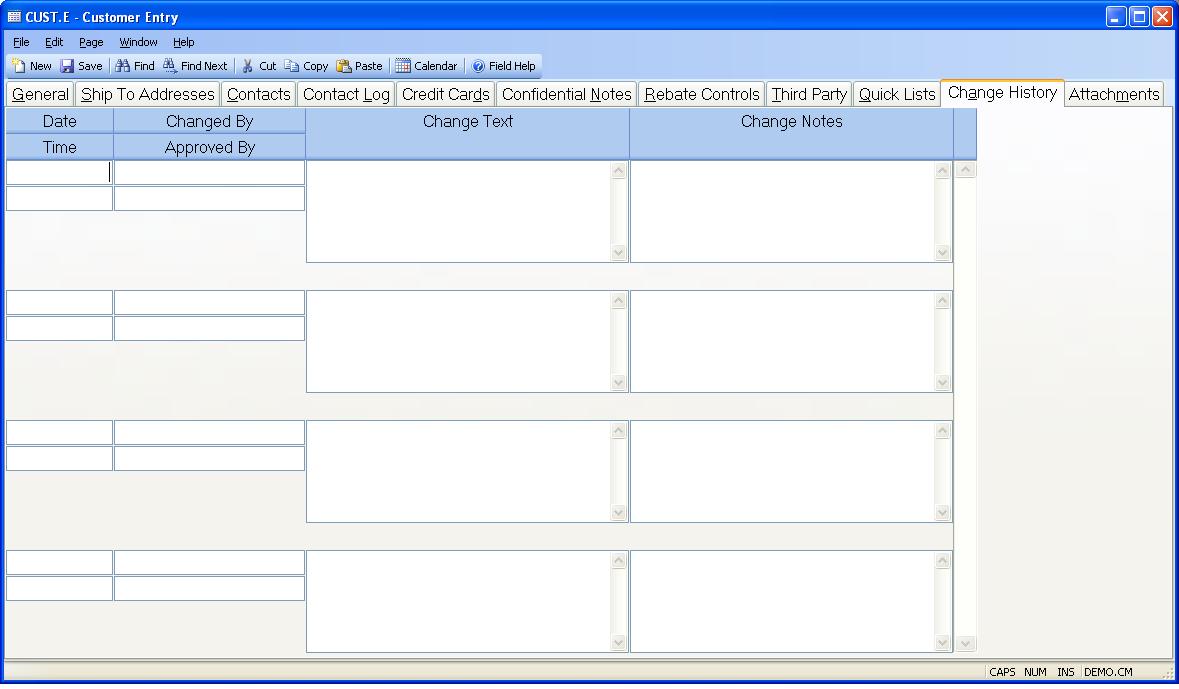 CUST.E - Customer Entry
File Edit Page Window Help
New Save Find Find Next Cut Copy Paste Calendar Field Help
General Ship To Addresses Contacts Contact Log Credit Cards Confidential Notes Rebate Controls Third Party Quick Lists Change History Attachments
Date Changed By Change Text Change Notes
Time Approved By
CAPS NUM INS DEMO.CM